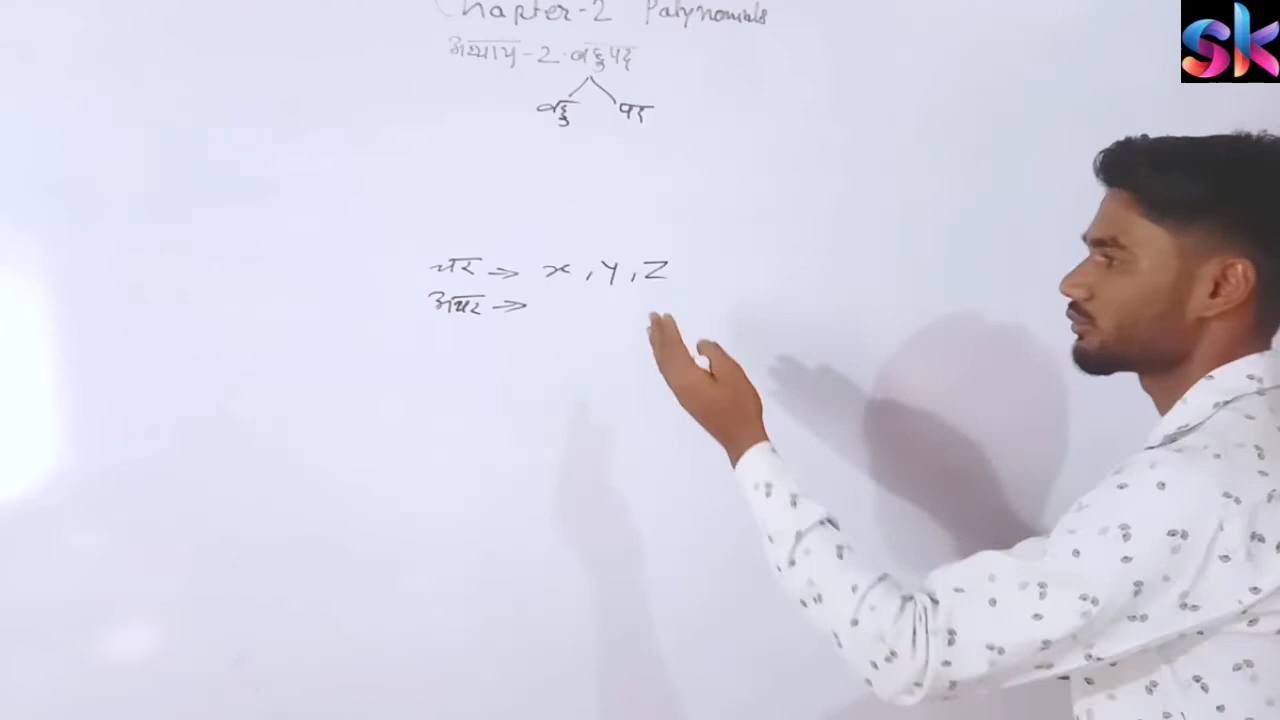 Chapter-2 Polynomials
अध्याय-2 बहुपद
बहु पद
चर → x, y, z
अचर →
sk